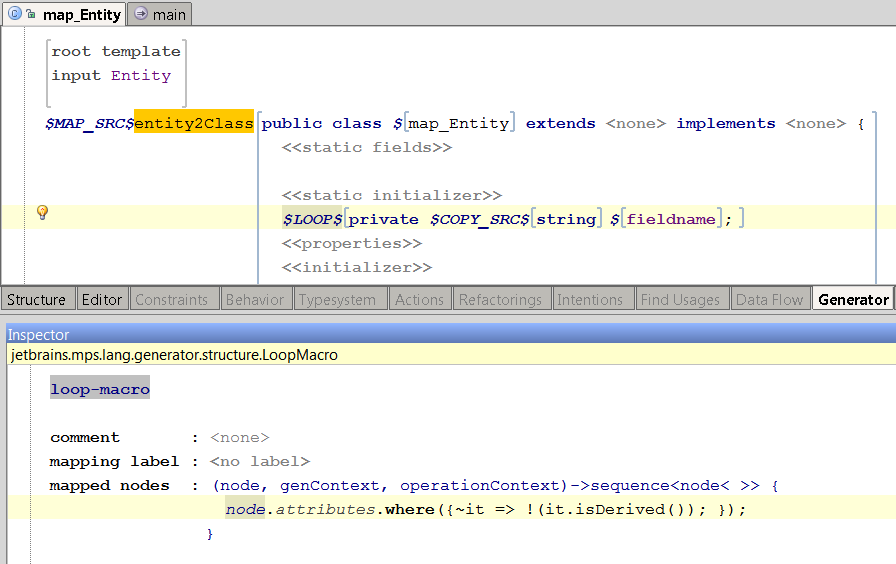 map_Entity main
root template
input Entity
$MAP_SRC$entity2Class public class $[map_Entity] extends <none> implements <none> {
<<static fields>>
<<static initializer>>
$LOOP$[private $COPY_SRC$[string] $[fieldname]; ]
<<properties>>
<<initializer>>
Structure Editor Constraints Behavior Typesystem Actions Refactorings Intentions Find Usages Data Flow Generator
Inspector
jetbrains.mps.lang.generator.structure.LoopMacro
loop-macro
comment : <none>
mapping label : <no label>
mapped nodes : (node, genContext, operationContext)->sequence<node< >> {
node.attributes.where({~it => !(it.isDerived()); });
}